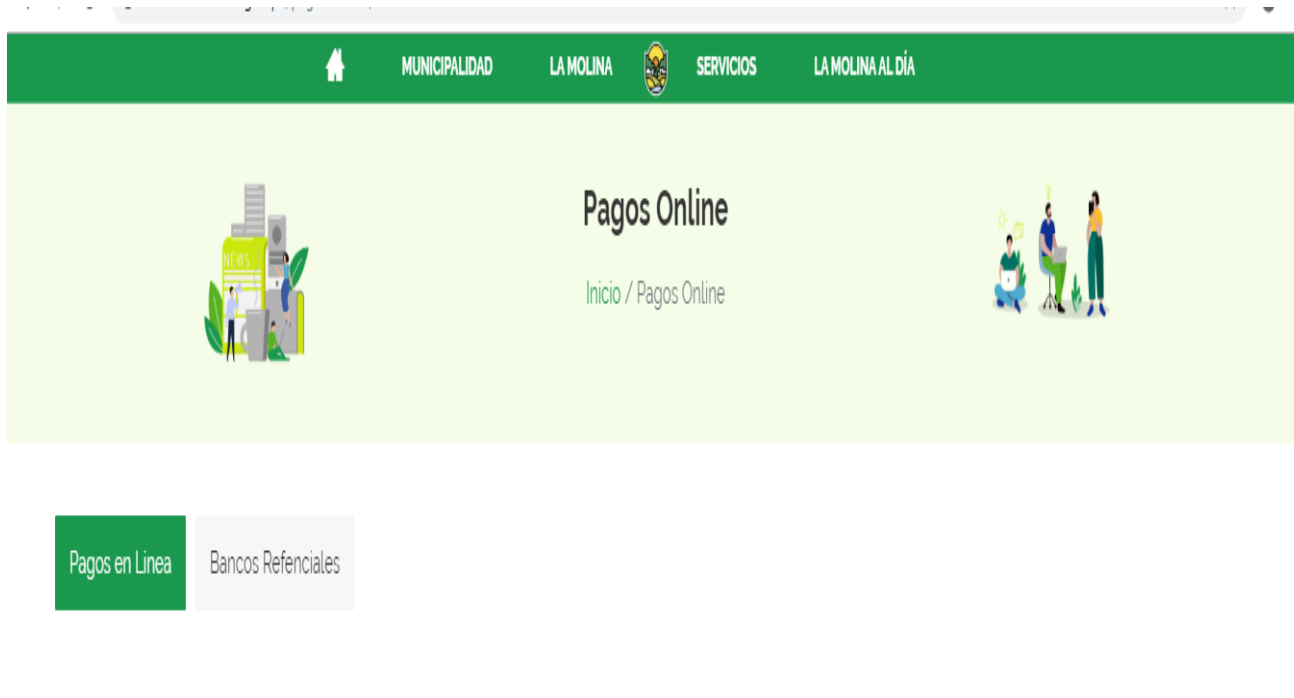 MUNICIPALIDAD LA MOLINA SERVICIOS LA MOLINA AL DÍA
Pagos Online
NEWS
Inicio / Pagos Online
Pagos en Linea Bancos Refenciales